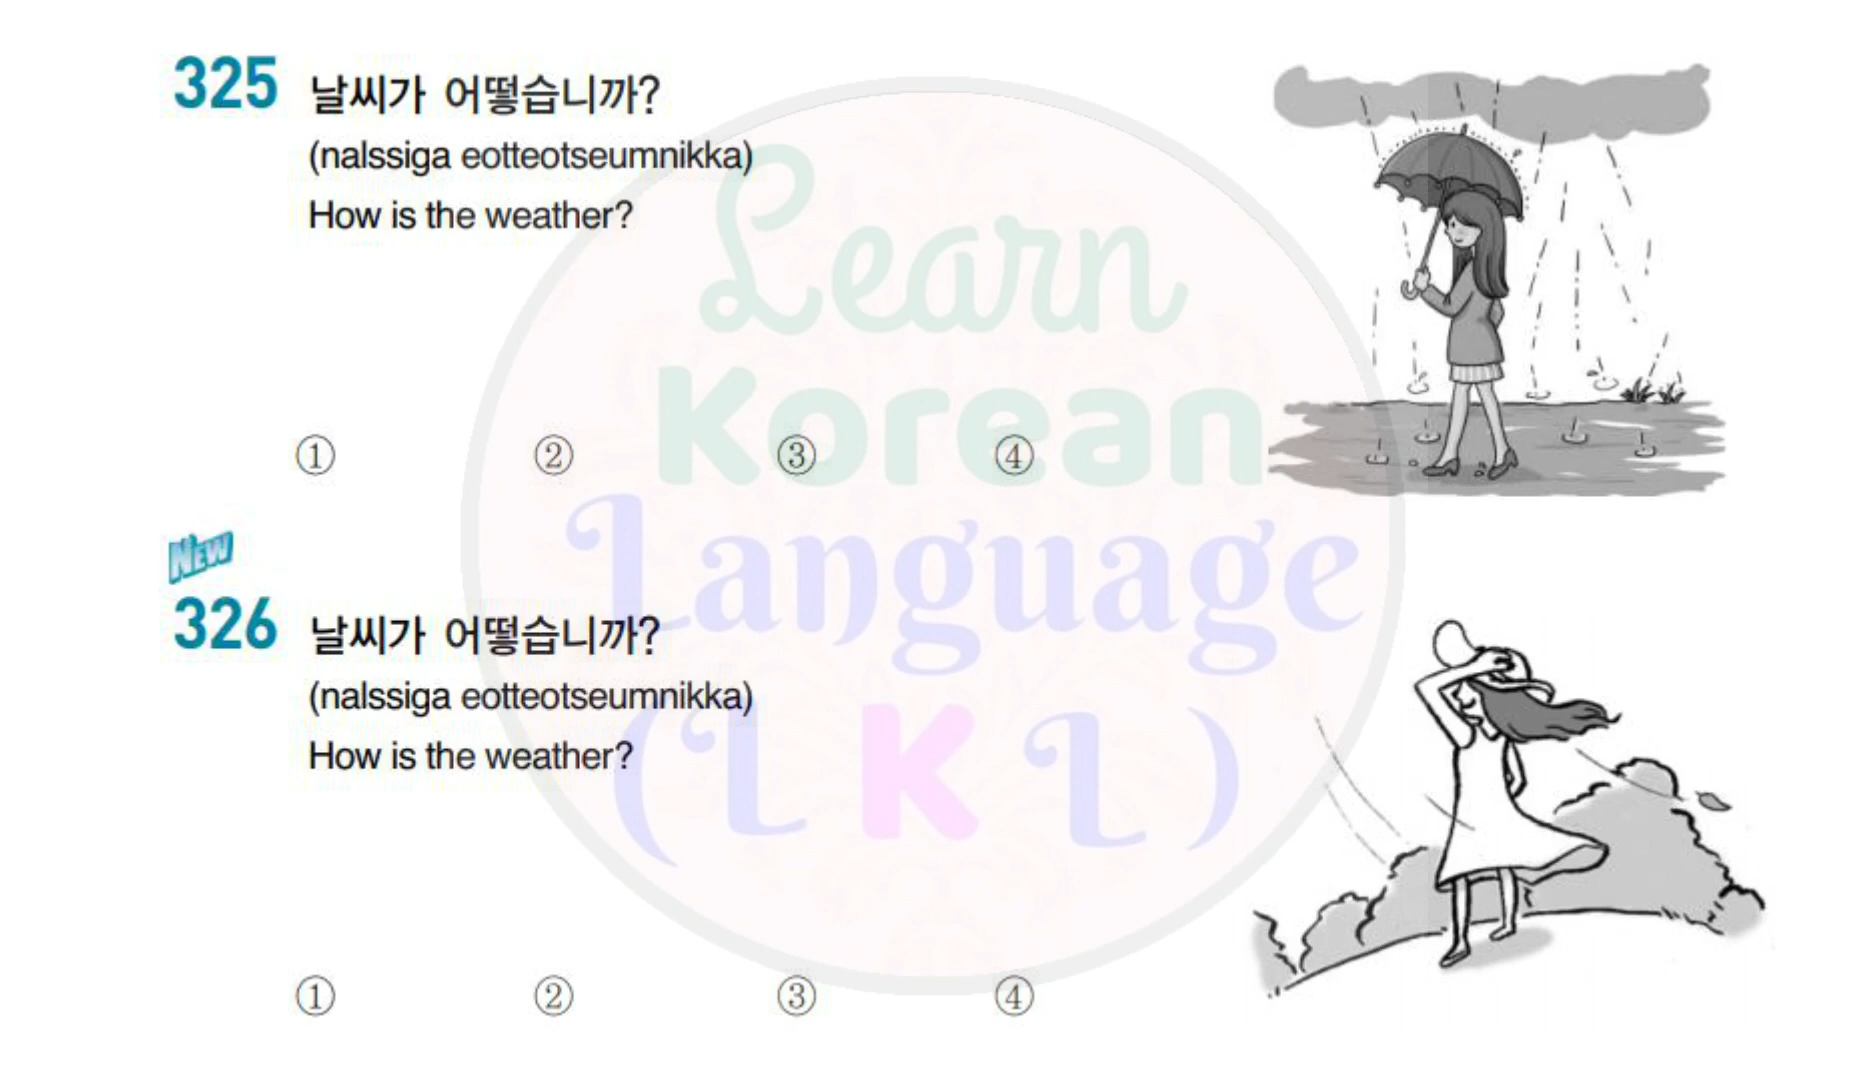 325 날씨가 어떻습니까?
(nalssiga eotteotseumnikka)
How is the weather?
① ② ③ ④
NEW
326 날씨가 어떻습니까?
(nalssiga eotteotseumnikka)
How is the weather?
① ② ③ ④
Learn
Korean
Language
(LKL)